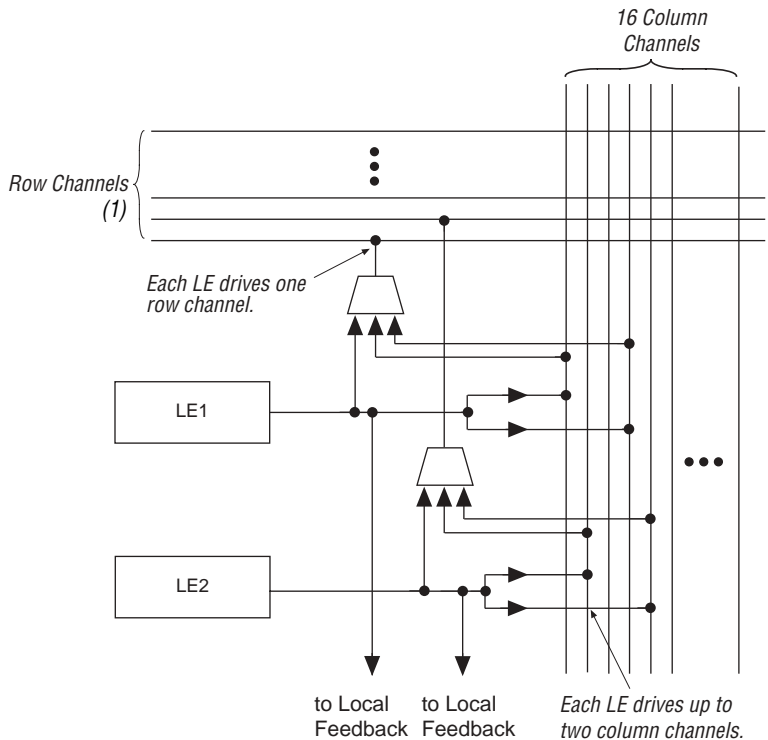 16 Column
Channels
Row Channels
(1)
Each LE drives one
row channel.
LE1
LE2
to Local
Feedback
to Local
Feedback
Each LE drives up to
two column channels.